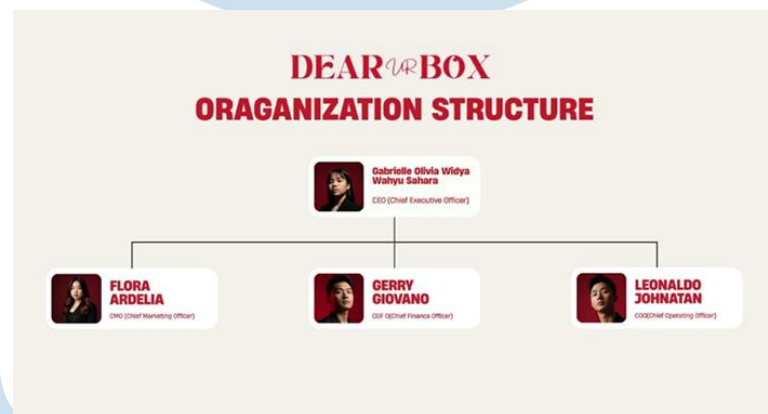 DEAR UR BOX
ORAGANIZATION STRUCTURE
Gabrielle Olivia Widya
Wahyu Sahara
CEO (Chief Executive Officer)
FLORA
ARDELIA
CMO (Chief Marketing Officer)
GERRY
GIOVANO
COF O(Chief Finance Officer)
LEONALDO
JOHNATAN
COO(Chief Operating Officer)